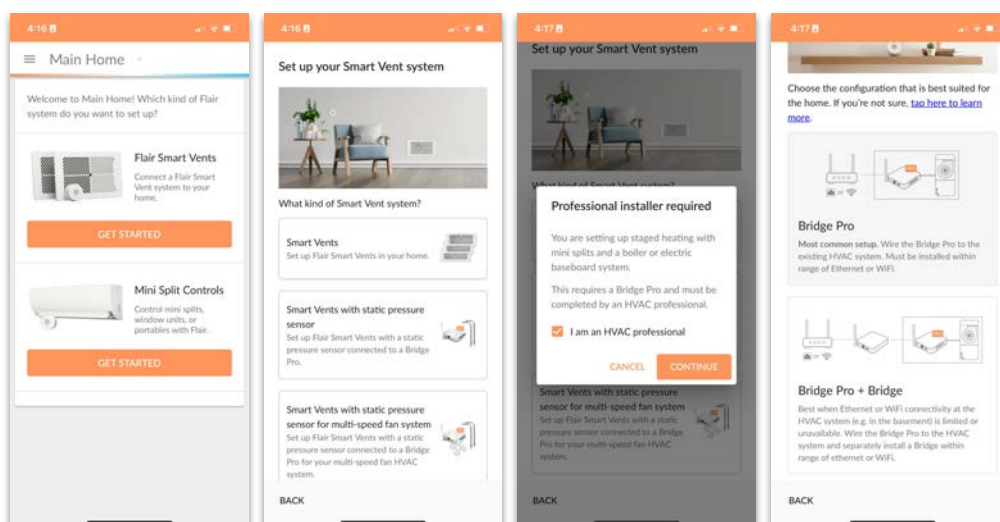 4:16
Main Home
Welcome to Main Home! Which kind of Flair
system do you want to set up?
Flair Smart Vents
Connect a Flair Smart
Vent system to your
home.
GET STARTED
Mini Split Controls
Control mini splits,
window units, or
portables with Flair.
GET STARTED
4:16
Set up your Smart Vent system
What kind of Smart Vent system?
Smart Vents
Set up Flair Smart Vents in your home.
Smart Vents with static pressure
sensor
Set up Flair Smart Vents with a static
pressure sensor connected to a Bridge
Pro.
Smart Vents with static pressure
sensor for multi-speed fan system
Set up Flair Smart Vents with a static
pressure sensor connected to a Bridge
Pro for your multi-speed fan HVAC
system.
BACK
4:17
Set up your Smart Vent system
What kind of Smart Vent system?
Professional installer required
You are setting up staged heating with
mini splits and a boiler or electric
baseboard system.
This requires a Bridge Pro and must be
completed by an HVAC professional.
I am an HVAC professional
CANCEL
CONTINUE
Smart Vents with static pressure
sensor for multi-speed fan system
Set up Flair Smart Vents with a static
pressure sensor connected to a Bridge
Pro for your multi-speed fan HVAC
system.
BACK
4:17
Choose the configuration that is best suited for
the home. If you're not sure, tap here to learn
more.
Bridge Pro
Most common setup. Wire the Bridge Pro to the
existing HVAC system. Must be installed within
range of Ethernet or WiFi.
Bridge Pro + Bridge
Best when Ethernet or WiFi connectivity at the
HVAC system (e.g. in the basement) is limited or
unavailable. Wire the Bridge Pro to the HVAC
system and separately install a Bridge within
range of ethernet or WiFi.
BACK